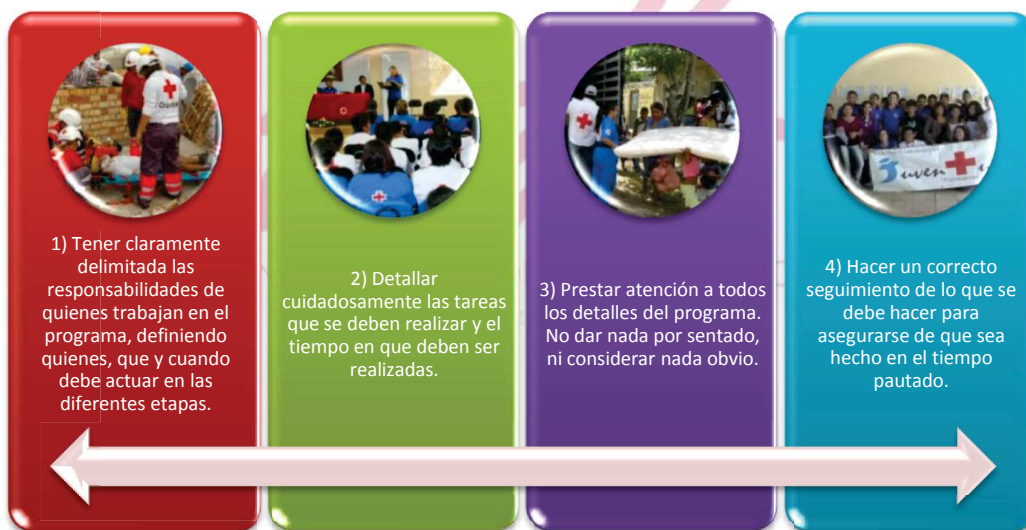 1) Tener claramente
delimitada las
responsabilidades de
quienes trabajan en el
programa, definiendo
quienes, que y cuando
debe actuar en las
diferentes etapas.
2) Detallar
cuidadosamente las tareas
que se deben realizar y el
tiempo en que deben ser
realizadas.
3) Prestar atención a todos
los detalles del programa.
No dar nada por sentado,
ni considerar nada obvio.
Juven
4) Hacer un correcto
seguimiento de lo que se
debe hacer para
asegurarse de que sea
hecho en el tiempo
pautado.